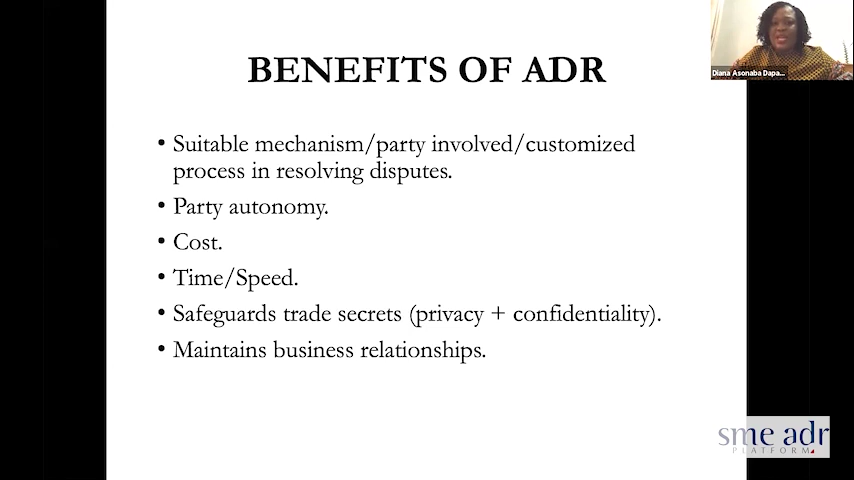 BENEFITS OF ADR
• Suitable mechanism/party involved/customized
process in resolving disputes.
• Party autonomy.
• Cost.
• Time/Speed.
• Safeguards trade secrets (privacy + confidentiality).
• Maintains business relationships.
Diana Asonaba Dapa...
sme adr
PLATFORM